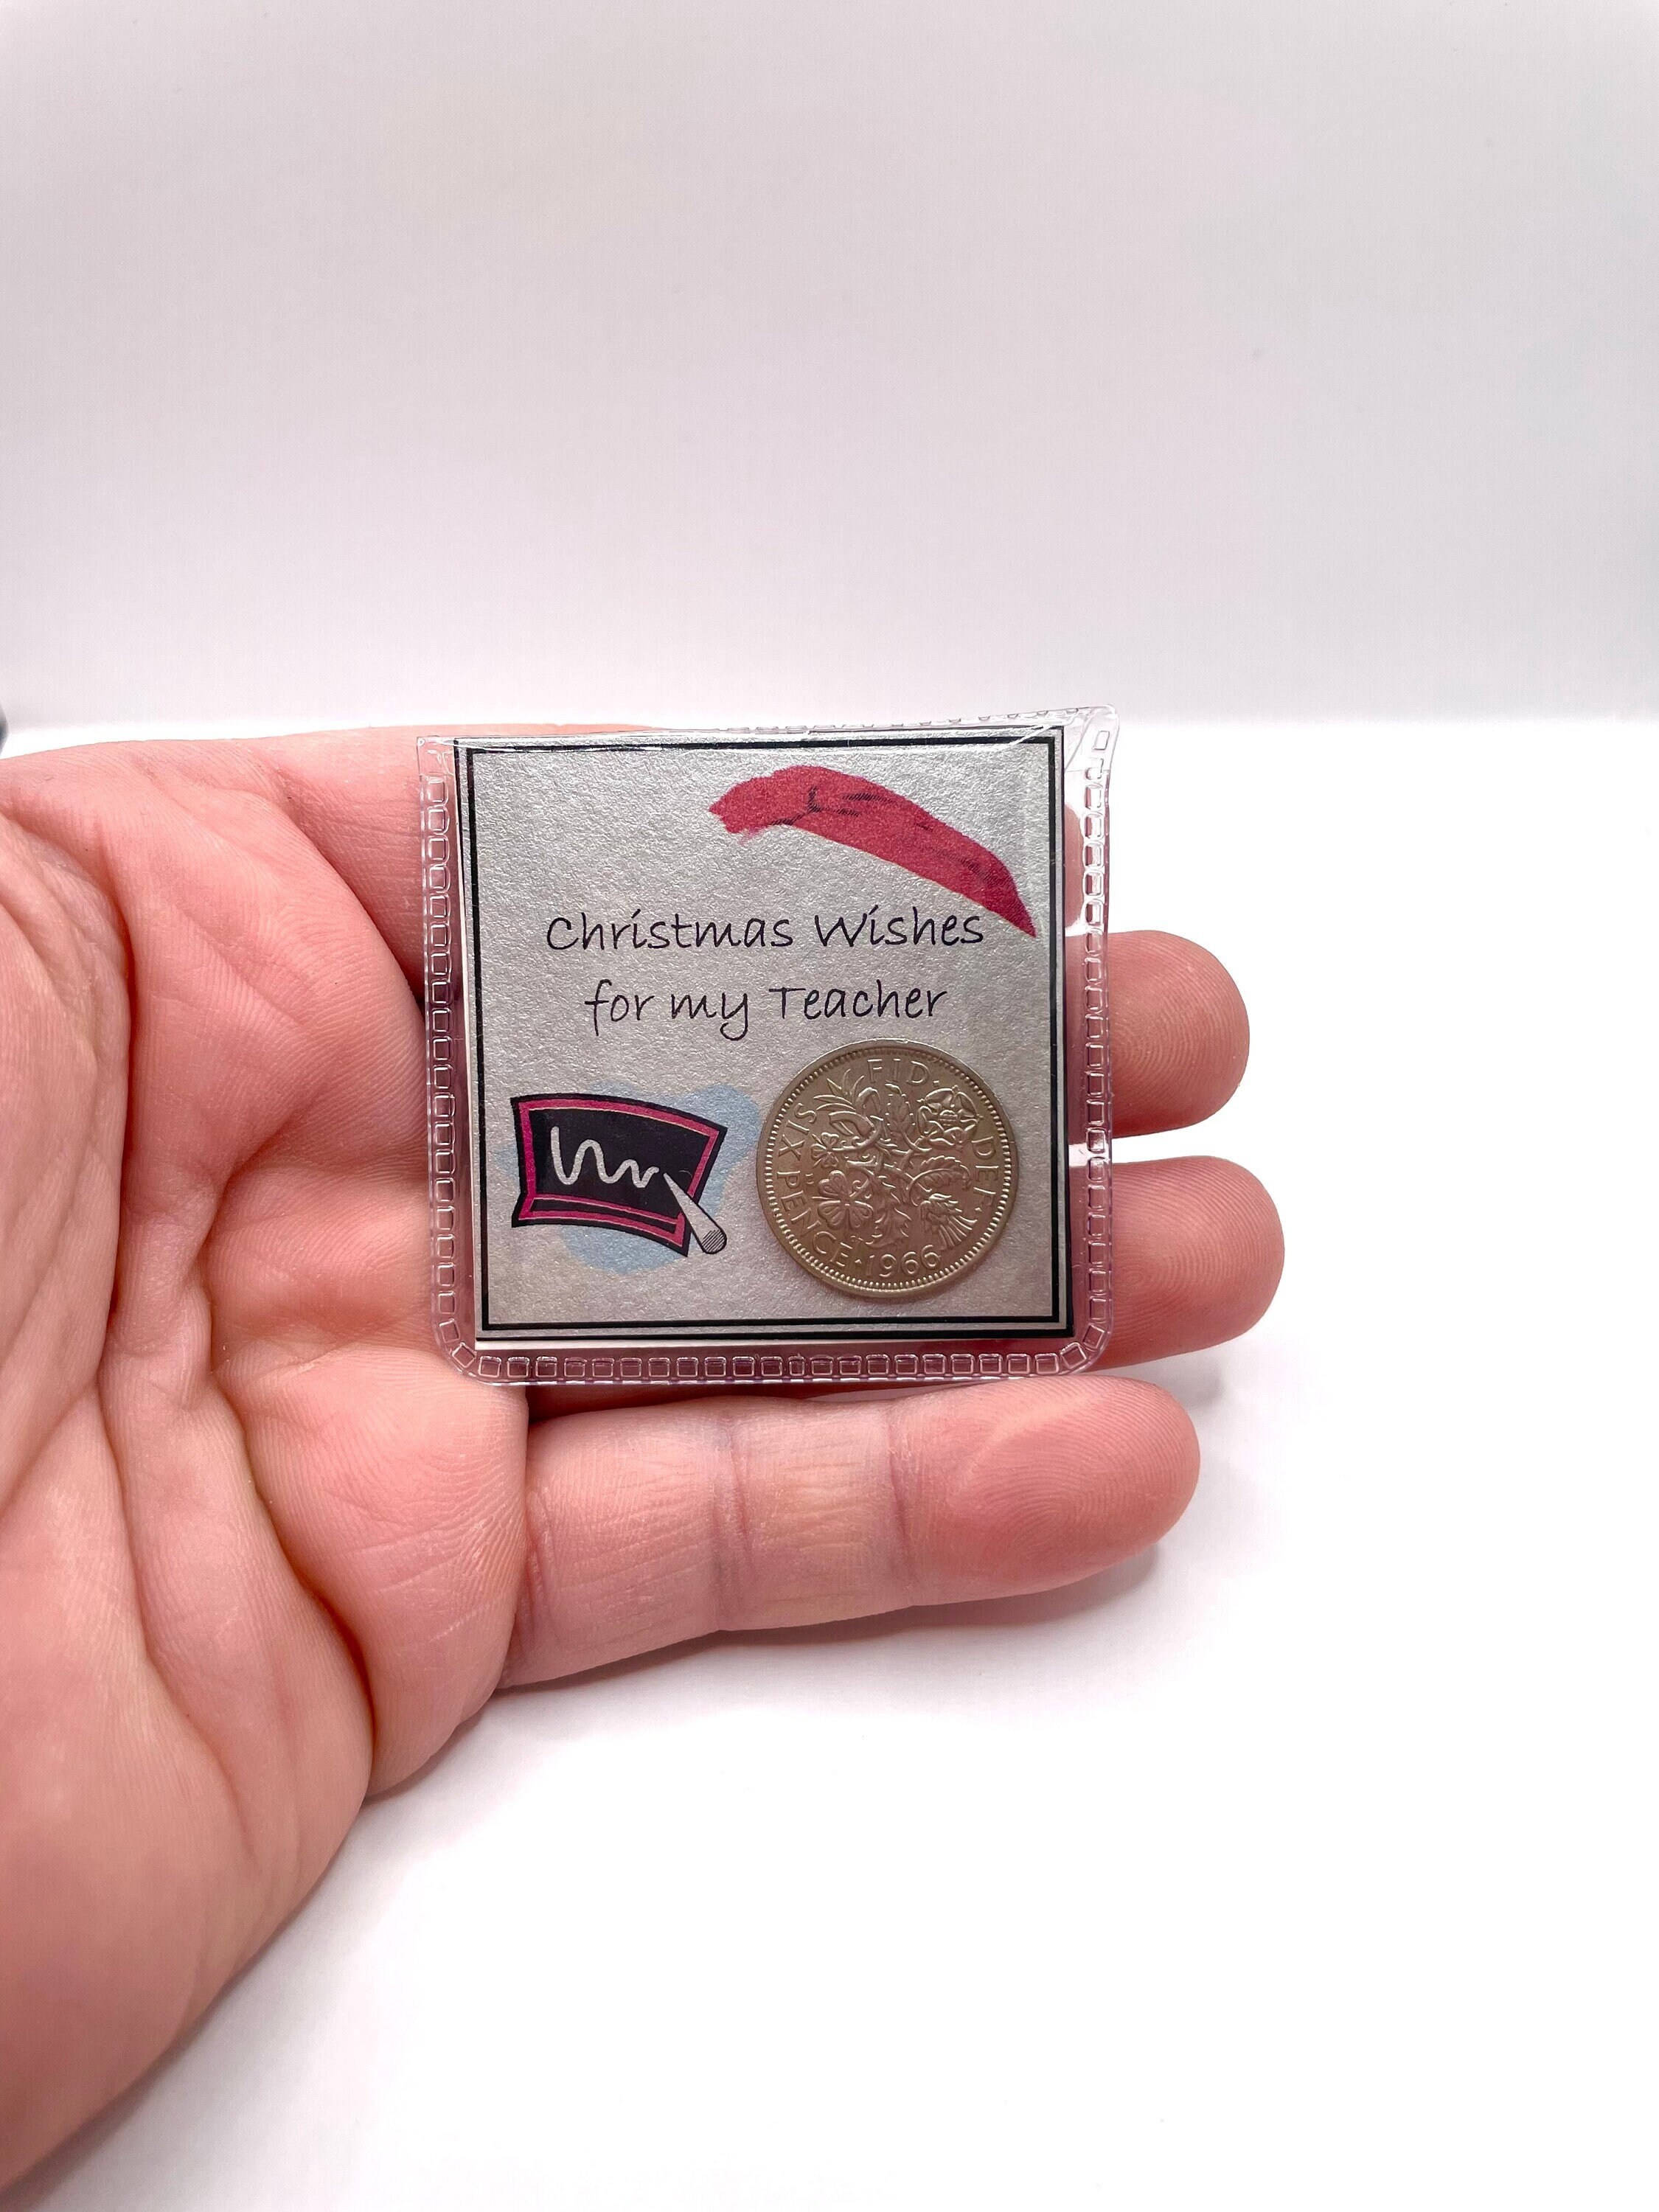 Christmas Wishes
for my Teacher
FID · DEF ·
SIX PENCE · 1966